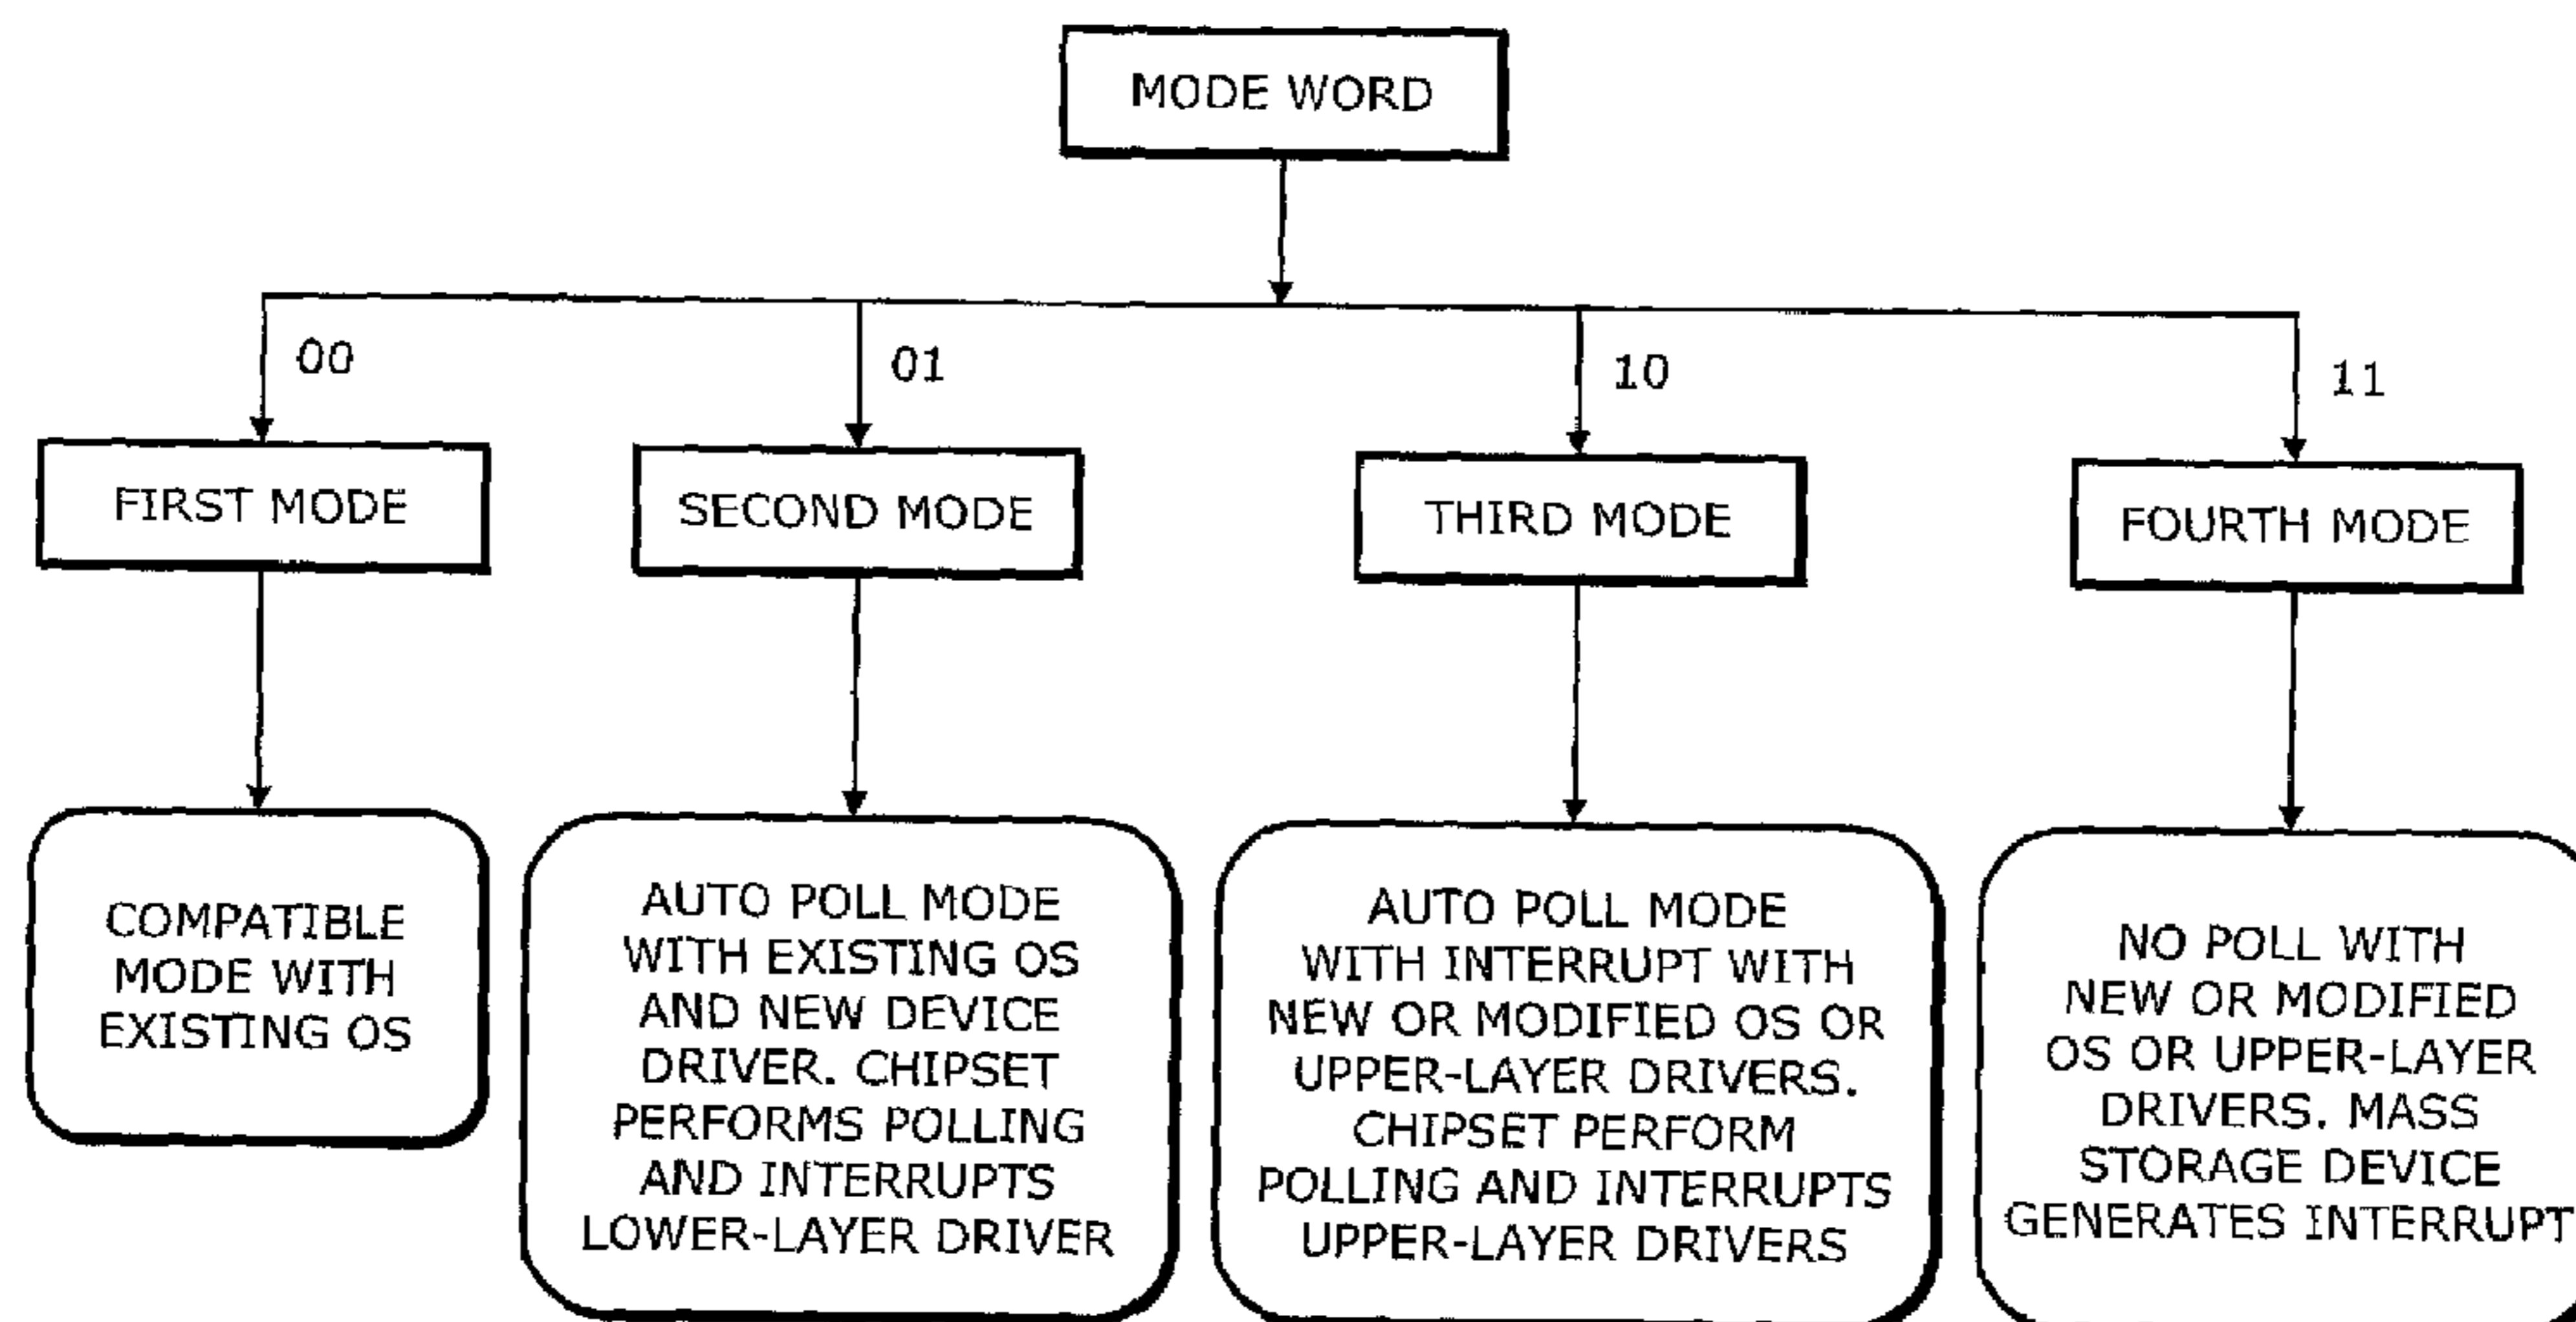 MODE WORD
00
01
10
11
FIRST MODE
SECOND MODE
THIRD MODE
FOURTH MODE
COMPATIBLE
MODE WITH
EXISTING OS
AUTO POLL MODE
WITH EXISTING OS
AND NEW DEVICE
DRIVER. CHIPSET
PERFORMS POLLING
AND INTERRUPTS
LOWER-LAYER DRIVER
AUTO POLL MODE
WITH INTERRUPT WITH
NEW OR MODIFIED OS OR
UPPER-LAYER DRIVERS.
CHIPSET PERFORM
POLLING AND INTERRUPTS
UPPER-LAYER DRIVERS
NO POLL WITH
NEW OR MODIFIED
OS OR UPPER-LAYER
DRIVERS. MASS
STORAGE DEVICE
GENERATES INTERRUPT